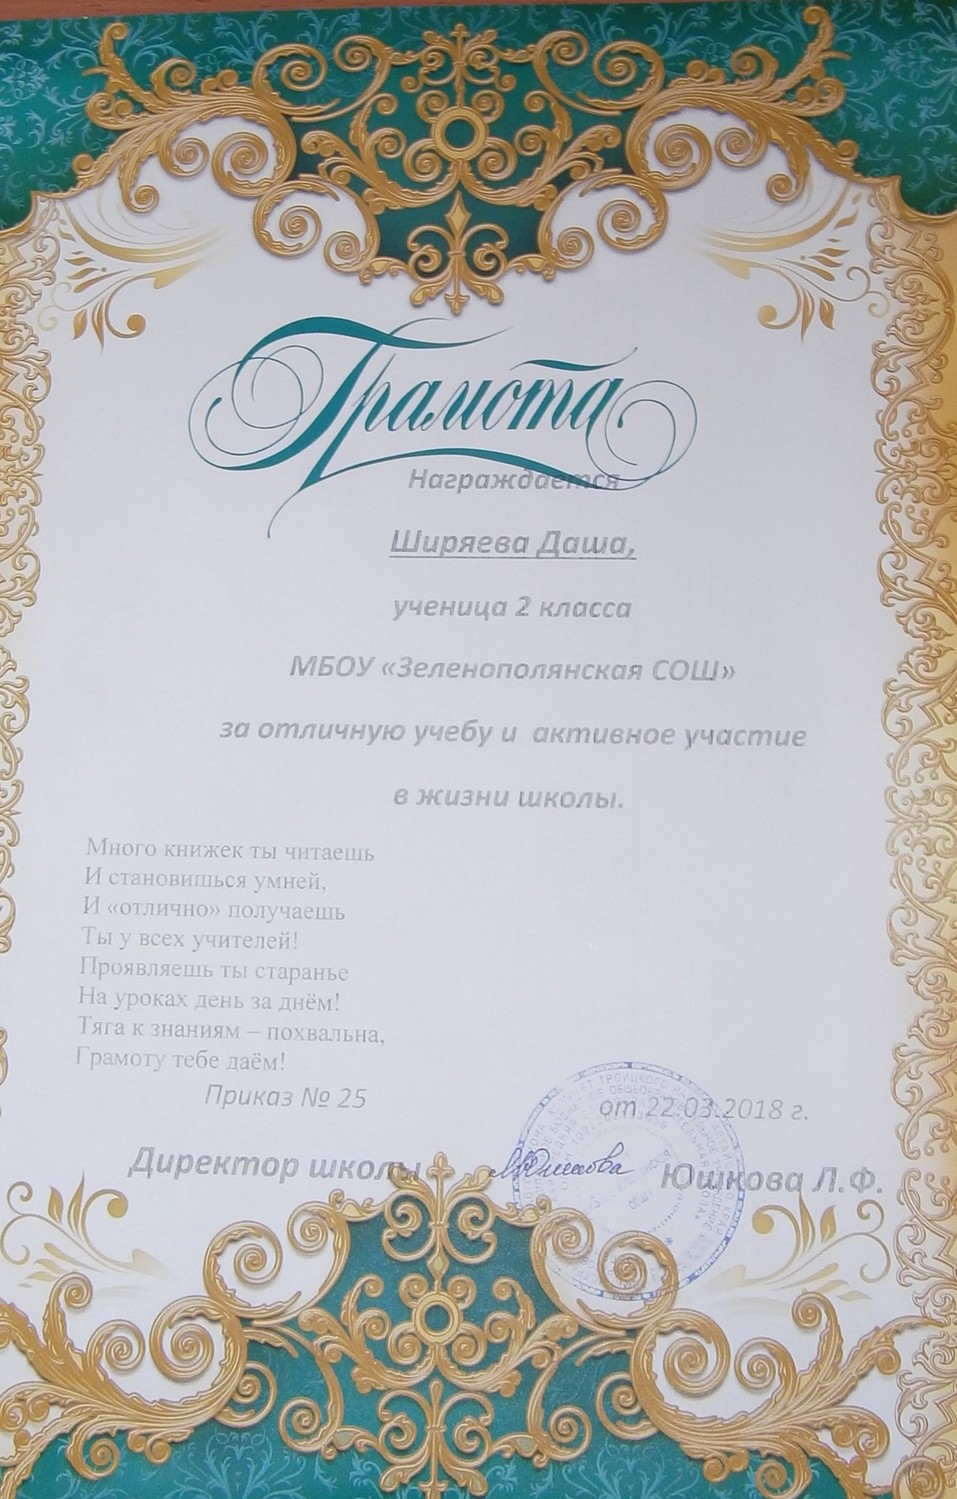 Грамота
Награждается
Ширяева Даша,
ученица 2 класса
МБОУ «Зеленополянская СОШ»
за отличную учебу и активное участие
в жизни школы.
Много книжек ты читаешь
И становишься умней,
И «отлично» получаешь
Ты у всех учителей!
Проявляешь ты старанье
На уроках день за днём!
Тяга к знаниям – похвальна,
Грамоту тебе даём!
Приказ № 25 от 22.03.2018 г.
Директор школы Юшкова Л.Ф.